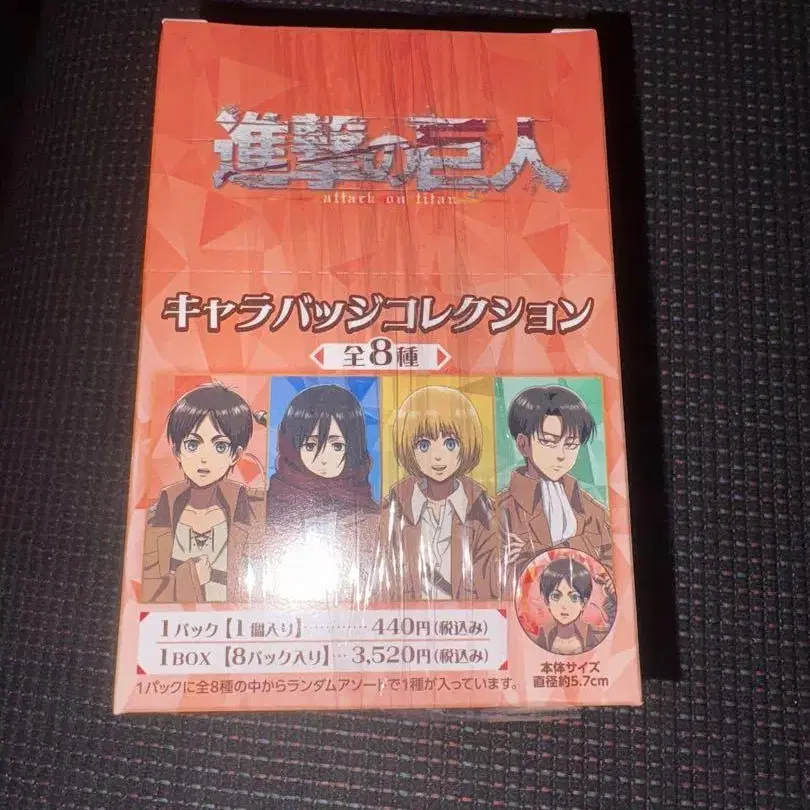 進撃の巨人
attack on titan
キャラバッジコレクション
全8種
1パック【1個入り】…………440円(税込み)
1BOX【8パック入り】…3,520円(税込み)
1パックに全8種の中からランダムアソートで1種が入っています。
本体サイズ
直径約5.7cm